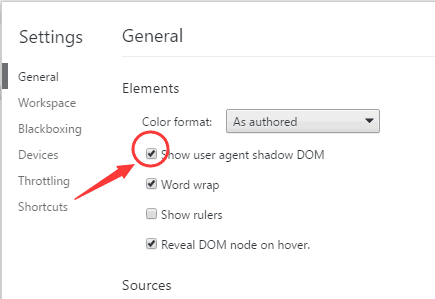 Settings
General
Workspace
Blackboxing
Devices
Throttling
Shortcuts
General
Elements
Color format: As authored
Show user agent shadow DOM
Word wrap
Show rulers
Reveal DOM node on hover.
Sources